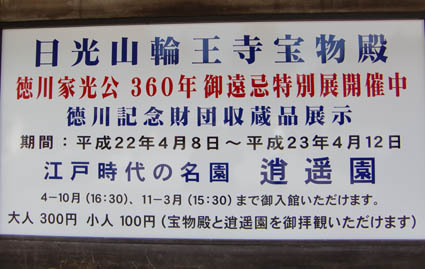 日光山輪王寺宝物殿
徳川家光公 360年 御遠忌特別展開催中
徳川記念財団収蔵品展示
期間：平成22年4月8日～平成23年4月12日
江戸時代の名園 逍遥園
4－10月(16:30)、11－3月(15:30)まで御入館いただけます。
大人 300円 小人 100円(宝物殿と逍遥園を御拝観いただけます)